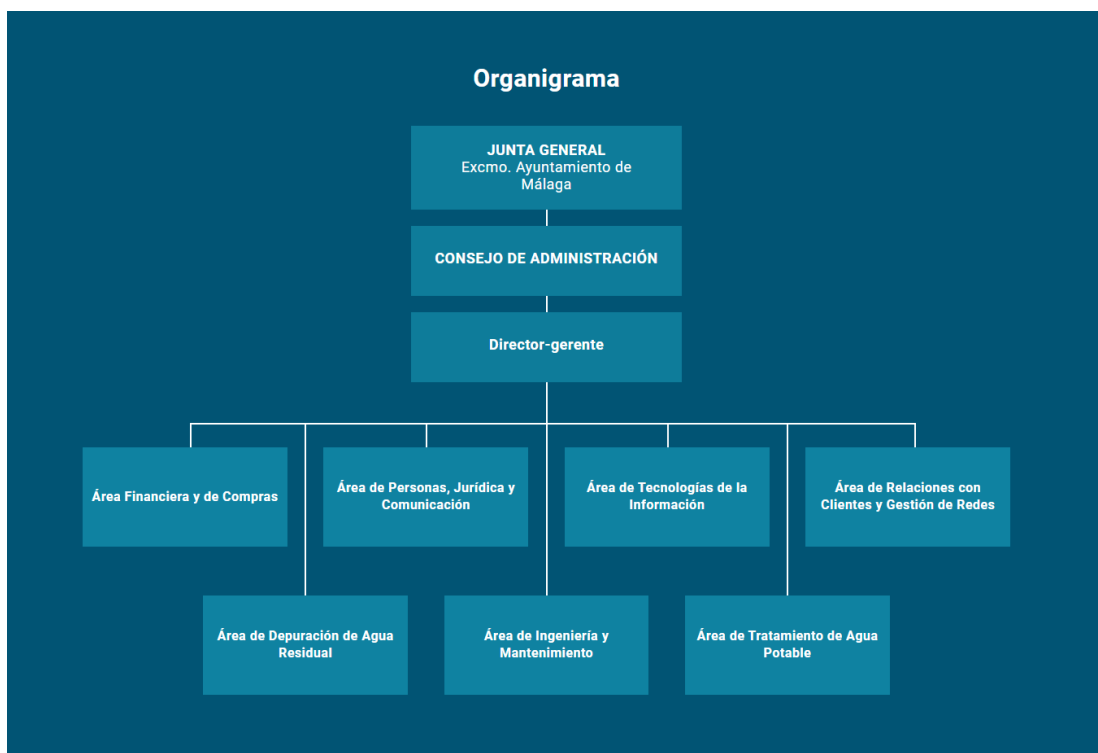 Organigrama
JUNTA GENERAL
Excmo. Ayuntamiento de
Málaga
CONSEJO DE ADMINISTRACIÓN
Director-gerente
Área Financiera y de Compras
Área de Personas, Jurídica y
Comunicación
Área de Tecnologías de la
Información
Área de Relaciones con
Clientes y Gestión de Redes
Área de Depuración de Agua
Residual
Área de Ingeniería y
Mantenimiento
Área de Tratamiento de Agua
Potable